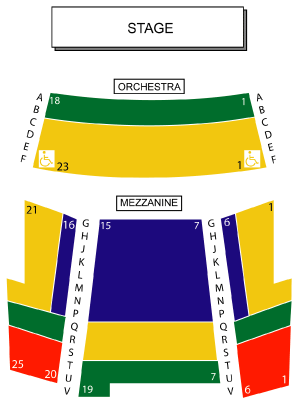 STAGE
ORCHESTRA
A 18 1 A
B B
C C
D D
E E
F 23 1 F
MEZZANINE
21 16 G 15 7 G 6 1
H H
J J
K K
L L
M M
N N
P P
Q Q
R R
S S
25 T T
20 U 7 U
V 19 V 6 1